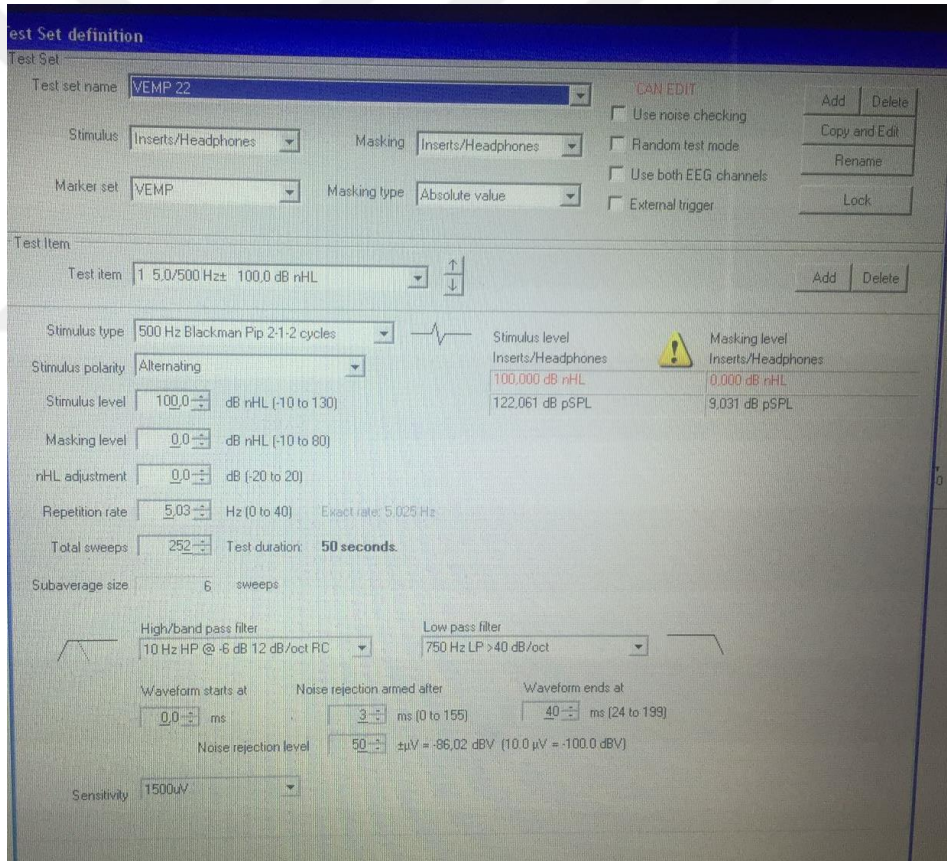 est Set definition
Test Set
Test set name VEMP 22
CAN EDIT
Add Delete
Use noise checking
Stimulus Inserts/Headphones Masking Inserts/Headphones
Random test mode
Copy and Edit
Rename
Use both EEG channels
Marker set VEMP Masking type Absolute value
External trigger
Lock
Test Item
Test item 1 5,0/500 Hz± 100,0 dB nHL
Add Delete
Stimulus type 500 Hz Blackman Pip 2-1-2 cycles
Stimulus level
Inserts/Headphones
100,000 dB nHL
122,061 dB pSPL
Masking level
Inserts/Headphones
0,000 dB nHL
9,031 dB pSPL
Stimulus polarity Alternating
Stimulus level 100,0 dB nHL (-10 to 130)
Masking level 0,0 dB nHL (-10 to 80)
nHL adjustment 0,0 dB (-20 to 20)
Repetition rate 5,03 Hz (0 to 40) Exact rate: 5,025 Hz
Total sweeps 252 Test duration: 50 seconds.
Subaverage size 6 sweeps
High/band pass filter
10 Hz HP @ -6 dB 12 dB/oct RC
Low pass filter
750 Hz LP >40 dB/oct
Waveform starts at
0,0 ms
Noise rejection armed after
3 ms (0 to 155)
Waveform ends at
40 ms (24 to 199)
Noise rejection level 50 ±µV = -86,02 dBV (10.0 µV = -100.0 dBV)
Sensitivity 1500uV
0